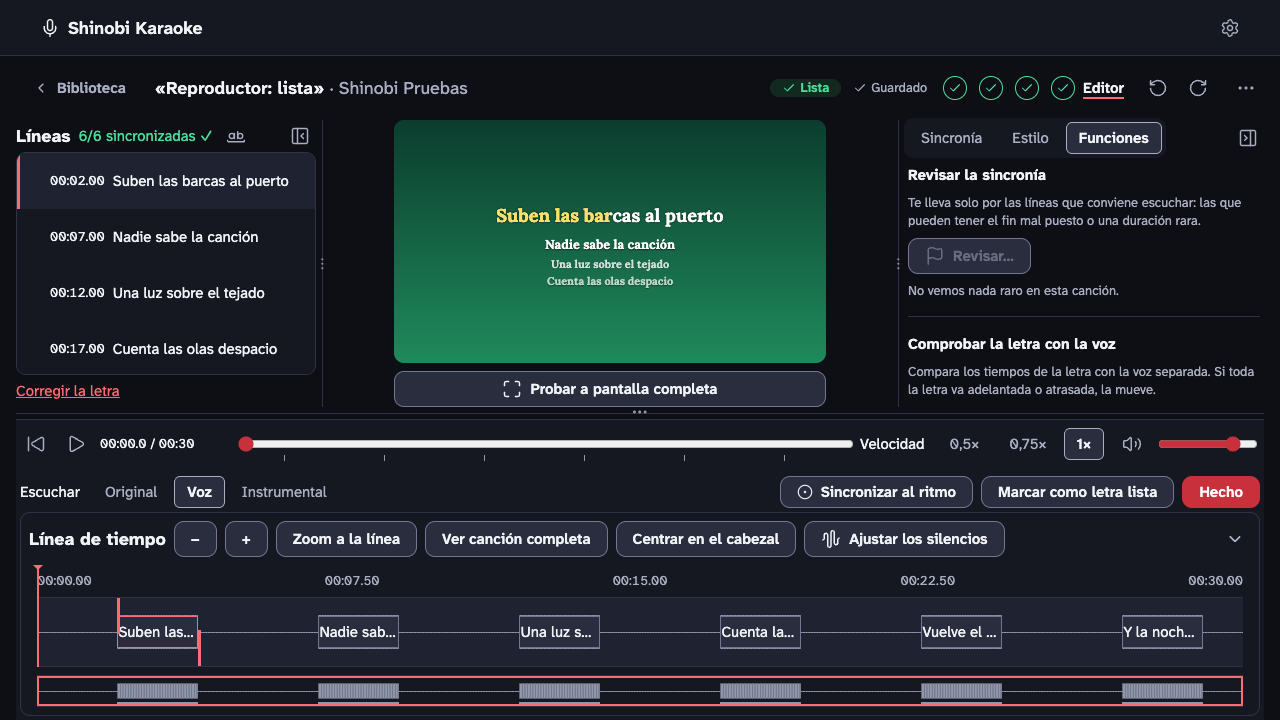 Shinobi Karaoke
Biblioteca
«Reproductor: lista» · Shinobi Pruebas
Lista
Guardado
Editor
Líneas
6/6 sincronizadas
ab
00:02.00 Suben las barcas al puerto
00:07.00 Nadie sabe la canción
00:12.00 Una luz sobre el tejado
00:17.00 Cuenta las olas despacio
Corregir la letra
Suben las barcas al puerto
Nadie sabe la canción
Una luz sobre el tejado
Cuenta las olas despacio
Probar a pantalla completa
Sincronía
Estilo
Funciones
Revisar la sincronía
Te lleva solo por las líneas que conviene escuchar: las que
pueden tener el fin mal puesto o una duración rara.
Revisar...
No vemos nada raro en esta canción.
Comprobar la letra con la voz
Compara los tiempos de la letra con la voz separada. Si toda
la letra va adelantada o atrasada, la mueve.
00:00.0 / 00:30
Velocidad
0,5×
0,75×
1×
Escuchar
Original
Voz
Instrumental
Sincronizar al ritmo
Marcar como letra lista
Hecho
Línea de tiempo
−
+
Zoom a la línea
Ver canción completa
Centrar en el cabezal
Ajustar los silencios
00:00.00
00:07.50
00:15.00
00:22.50
00:30.00
Suben las...
Nadie sab...
Una luz s...
Cuenta la...
Vuelve el ...
Y la noch...